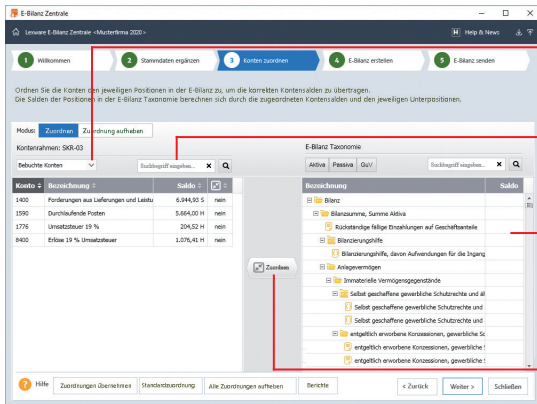 E-Bilanz Zentrale
Lexware E-Bilanz Zentrale <Musterfirma 2020>
H Help & News
1 Willkommen
2 Stammdaten ergänzen
3 Konten zuordnen
4 E-Bilanz erstellen
5 E-Bilanz senden
Ordnen Sie die Konten den jeweiligen Positionen in der E-Bilanz zu, um die korrekten Kontensalden zu übertragen.
Die Salden der Positionen in der E-Bilanz Taxonomie berechnen sich durch die zugeordneten Kontensalden und den jeweiligen Unterpositionen.
Modus: Zuordnen Zuordnung aufheben
Kontenrahmen: SKR-03
Bebuchte Konten
Suchbegriff eingeben...
Konto Bezeichnung Saldo
1400 Forderungen aus Lieferungen und Leistu 6.944,93 S nein
1590 Durchlaufende Posten 5.664,00 H nein
1776 Umsatzsteuer 19 % 204,52 H nein
8400 Erlöse 19 % Umsatzsteuer 1.076,41 H nein
Zuordnen
E-Bilanz Taxonomie
Aktiva Passiva GuV
Suchbegriff eingeben...
Bezeichnung Saldo
Bilanz
Bilanzsumme, Summe Aktiva
Rückständige fällige Einzahlungen auf Geschäftsanteile
Bilanzierungshilfe
Bilanzierungshilfe, davon Aufwendungen für die Ingang
Anlagevermögen
Immaterielle Vermögensgegenstände
Selbst geschaffene gewerbliche Schutzrechte und äl
Selbst geschaffene gewerbliche Schutzrechte und
Selbst geschaffene gewerbliche Schutzrechte und
entgeltlich erworbene Konzessionen, gewerbliche Sc
entgeltlich erworbene Konzessionen, gewerbliche S
entgeltlich erworbene Konzessionen, gewerbliche S
? Hilfe
Zuordnungen übernehmen
Standardzuordnung
Alle Zuordnungen aufheben
Berichte
< Zurück
Weiter >
Schließen